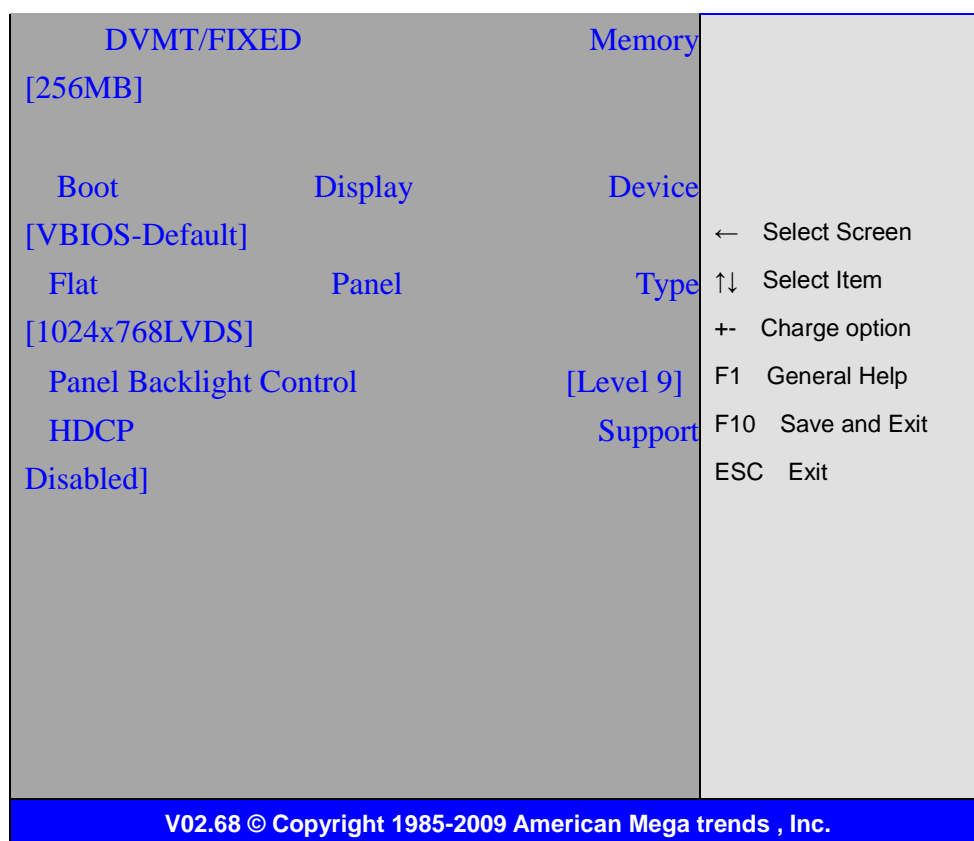 DVMT/FIXED Memory
[256MB]
Boot Display Device
[VBIOS-Default]
Flat Panel Type
[1024x768LVDS]
Panel Backlight Control [Level 9]
HDCP Support
Disabled]
← Select Screen
↑↓ Select Item
+- Charge option
F1 General Help
F10 Save and Exit
ESC Exit
V02.68 © Copyright 1985-2009 American Mega trends , Inc.